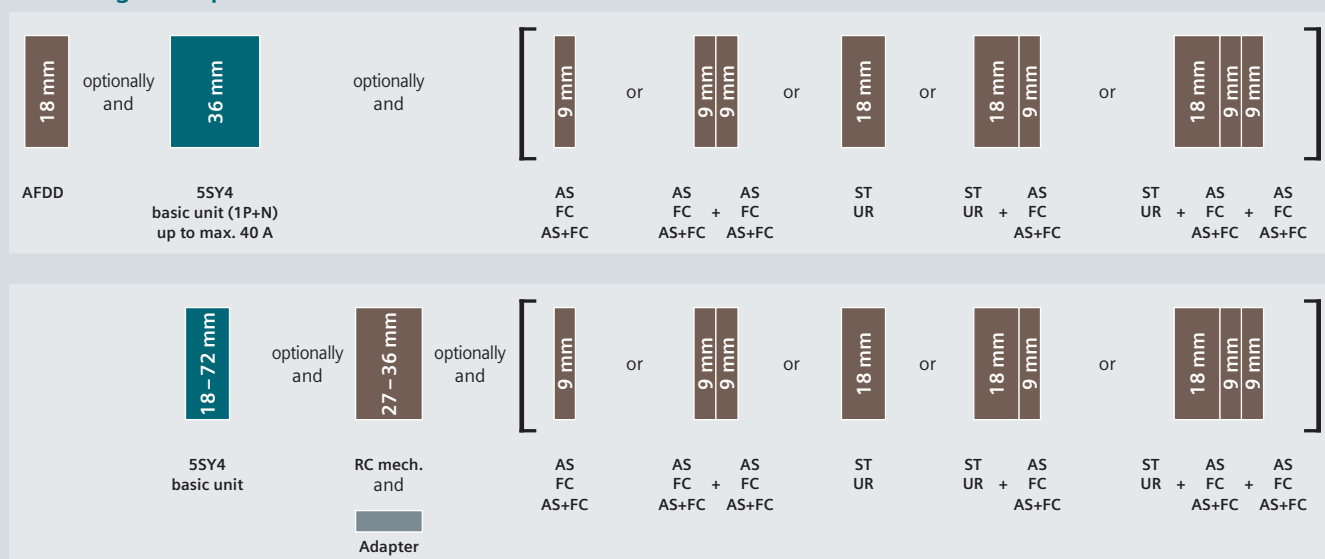 18 mm
optionally
and
36 mm
optionally
and
9 mm
or
9 mm
9 mm
or
18 mm
or
18 mm
9 mm
or
18 mm
9 mm
9 mm
AFDD
5SY4
basic unit (1P+N)
up to max. 40 A
AS
FC
AS+FC
AS AS
FC + FC
AS+FC AS+FC
ST
UR
ST AS
UR + FC
AS+FC
ST AS AS
UR + FC + FC
AS+FC AS+FC
18–72 mm
optionally
and
27–36 mm
optionally
and
9 mm
or
9 mm
9 mm
or
18 mm
or
18 mm
9 mm
or
18 mm
9 mm
9 mm
5SY4
basic unit
RC mech.
and
Adapter
AS
FC
AS+FC
AS AS
FC + FC
AS+FC AS+FC
ST
UR
ST AS
UR + FC
AS+FC
ST AS AS
UR + FC + FC
AS+FC AS+FC